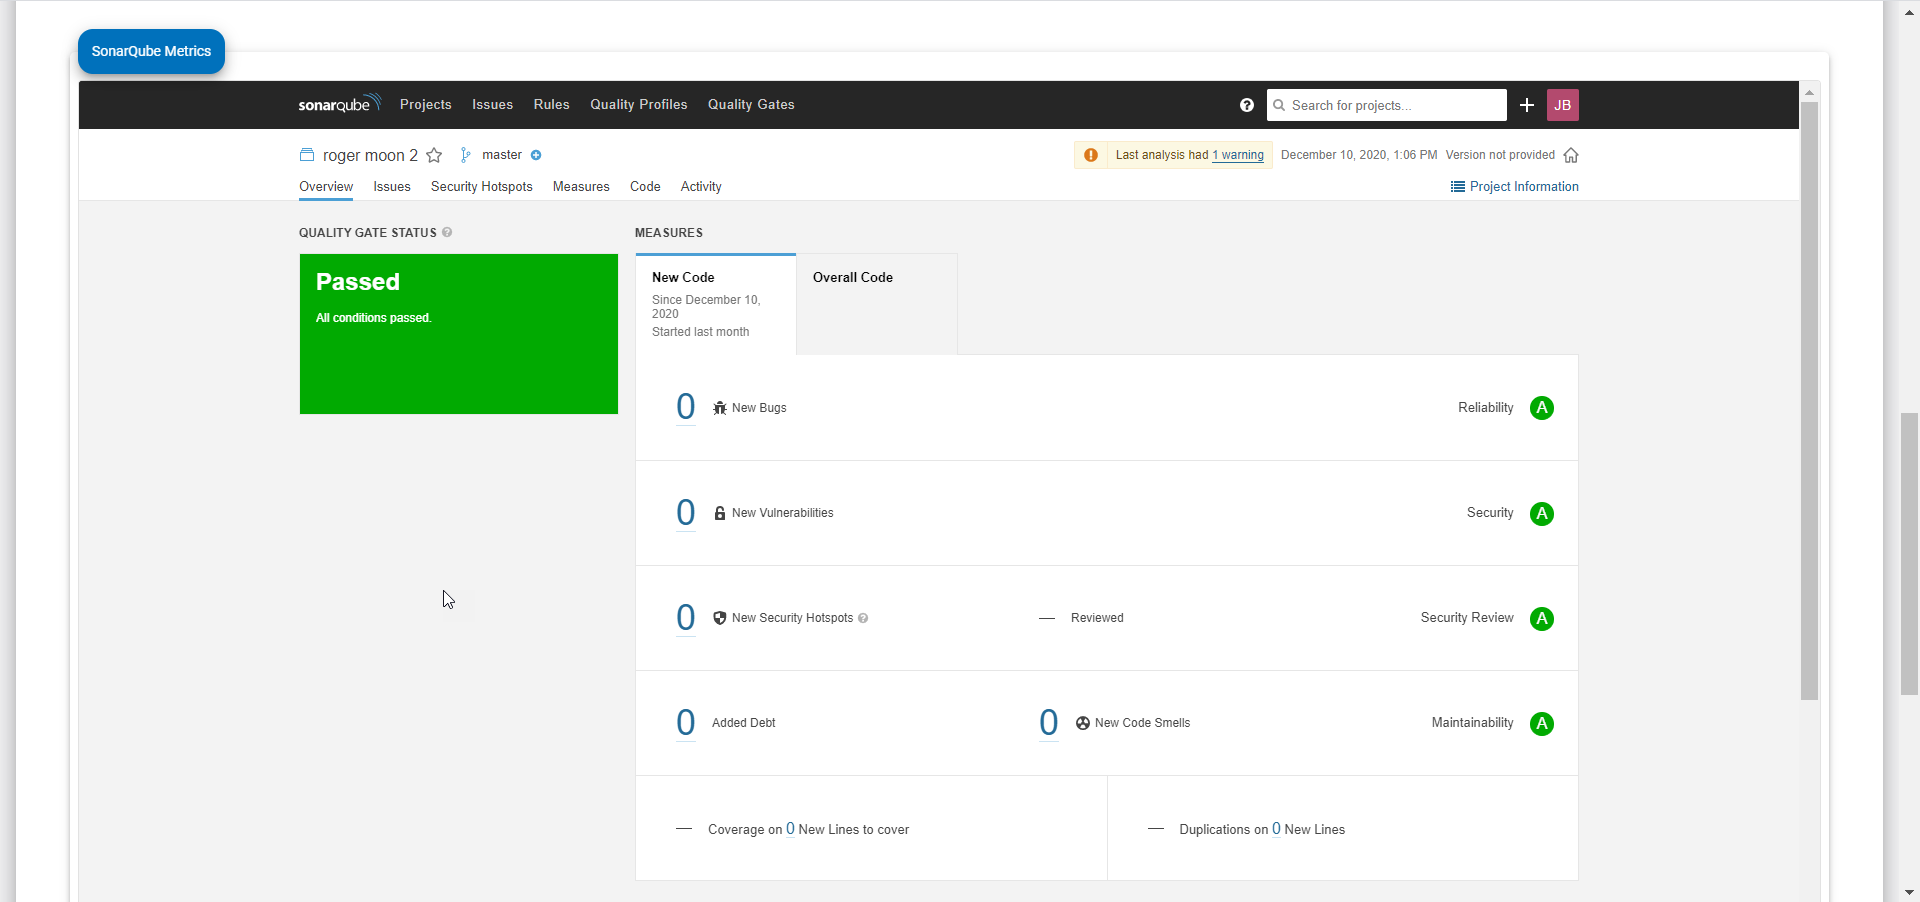 SonarQube Metrics
sonarqube Projects Issues Rules Quality Profiles Quality Gates Search for projects... JB
roger moon 2 master Last analysis had 1 warning December 10, 2020, 1:06 PM Version not provided
Overview Issues Security Hotspots Measures Code Activity Project Information
QUALITY GATE STATUS
MEASURES
Passed
All conditions passed.
New Code
Since December 10,
2020
Started last month
Overall Code
0 New Bugs Reliability A
0 New Vulnerabilities Security A
0 New Security Hotspots — Reviewed Security Review A
0 Added Debt 0 New Code Smells Maintainability A
— Coverage on 0 New Lines to cover — Duplications on 0 New Lines